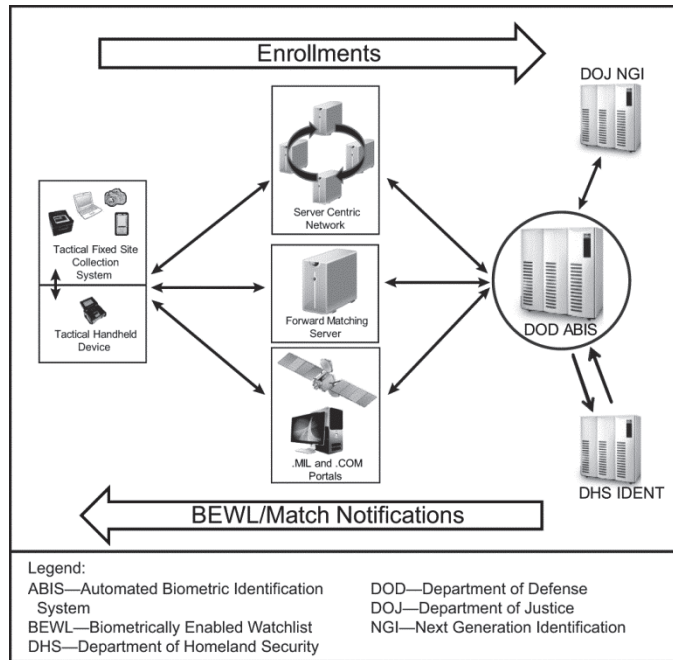 Enrollments
DOJ NGI
Server Centric
Network
Tactical Fixed Site
Collection
System
Tactical Handheld
Device
Forward Matching
Server
DOD ABIS
.MIL and .COM
Portals
DHS IDENT
BEWL/Match Notifications
Legend:
ABIS—Automated Biometric Identification
System
BEWL—Biometrically Enabled Watchlist
DHS—Department of Homeland Security
DOD—Department of Defense
DOJ—Department of Justice
NGI—Next Generation Identification